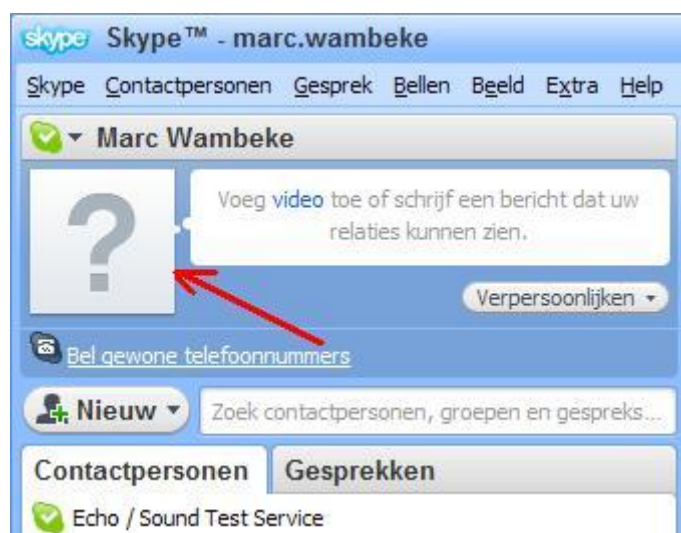 skype Skype™ - marc.wambeke
Skype Contactpersonen Gesprek Bellen Beeld Extra Help
Marc Wambeke
?
Voeg video toe of schrijf een bericht dat uw
relaties kunnen zien.
Verpersoonlijken
Bel gewone telefoonnummers
Nieuw
Zoek contactpersonen, groepen en gespreks...
Contactpersonen Gesprekken
Echo / Sound Test Service